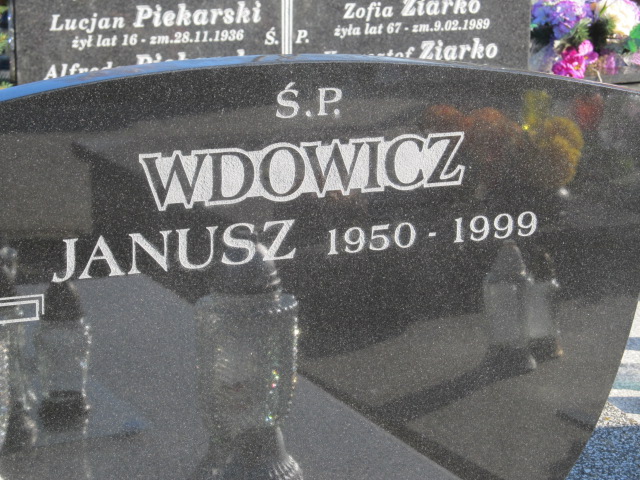 Lucjan Piekarski
żył lat 16 - zm.28.11.1936
Ś.P.
Zofia Ziarko
żyła lat 67 - zm.9.02.1989
Ziarko
Ś.P.
WDOWICZ
JANUSZ 1950 - 1999